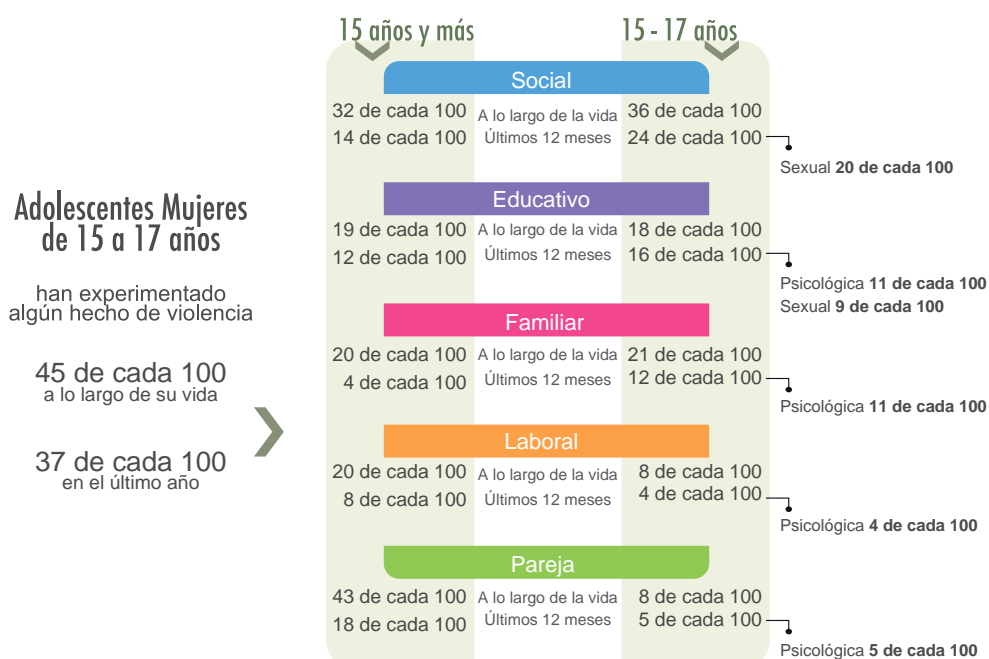 15 años y más
15 - 17 años
Adolescentes Mujeres
de 15 a 17 años
han experimentado
algún hecho de violencia
45 de cada 100
a lo largo de su vida
37 de cada 100
en el último año
Social
32 de cada 100 A lo largo de la vida 36 de cada 100
14 de cada 100 Últimos 12 meses 24 de cada 100
Sexual 20 de cada 100
Educativo
19 de cada 100 A lo largo de la vida 18 de cada 100
12 de cada 100 Últimos 12 meses 16 de cada 100
Psicológica 11 de cada 100
Sexual 9 de cada 100
Familiar
20 de cada 100 A lo largo de la vida 21 de cada 100
4 de cada 100 Últimos 12 meses 12 de cada 100
Psicológica 11 de cada 100
Laboral
20 de cada 100 A lo largo de la vida 8 de cada 100
8 de cada 100 Últimos 12 meses 4 de cada 100
Psicológica 4 de cada 100
Pareja
43 de cada 100 A lo largo de la vida 8 de cada 100
18 de cada 100 Últimos 12 meses 5 de cada 100
Psicológica 5 de cada 100